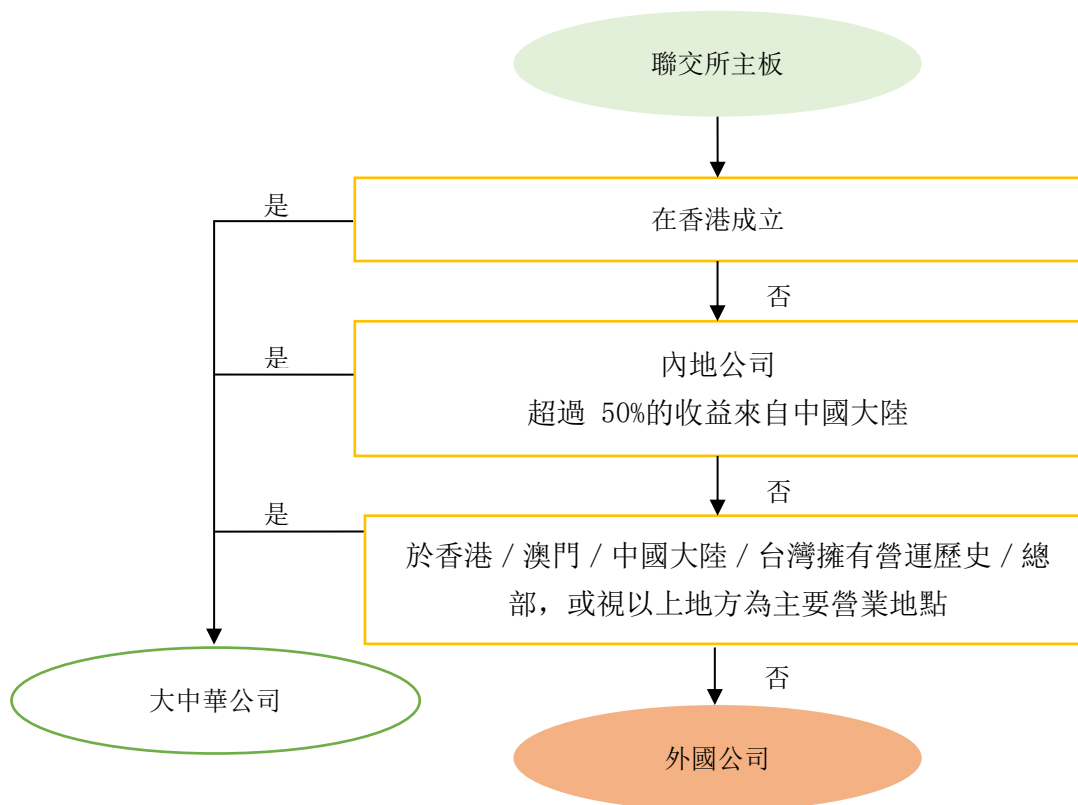 聯交所主板
是
在香港成立
否
是
內地公司
超過 50%的收益來自中國大陸
否
是
於香港／澳門／中國大陸／台灣擁有營運歷史／總
部，或視以上地方為主要營業地點
否
大中華公司
外國公司